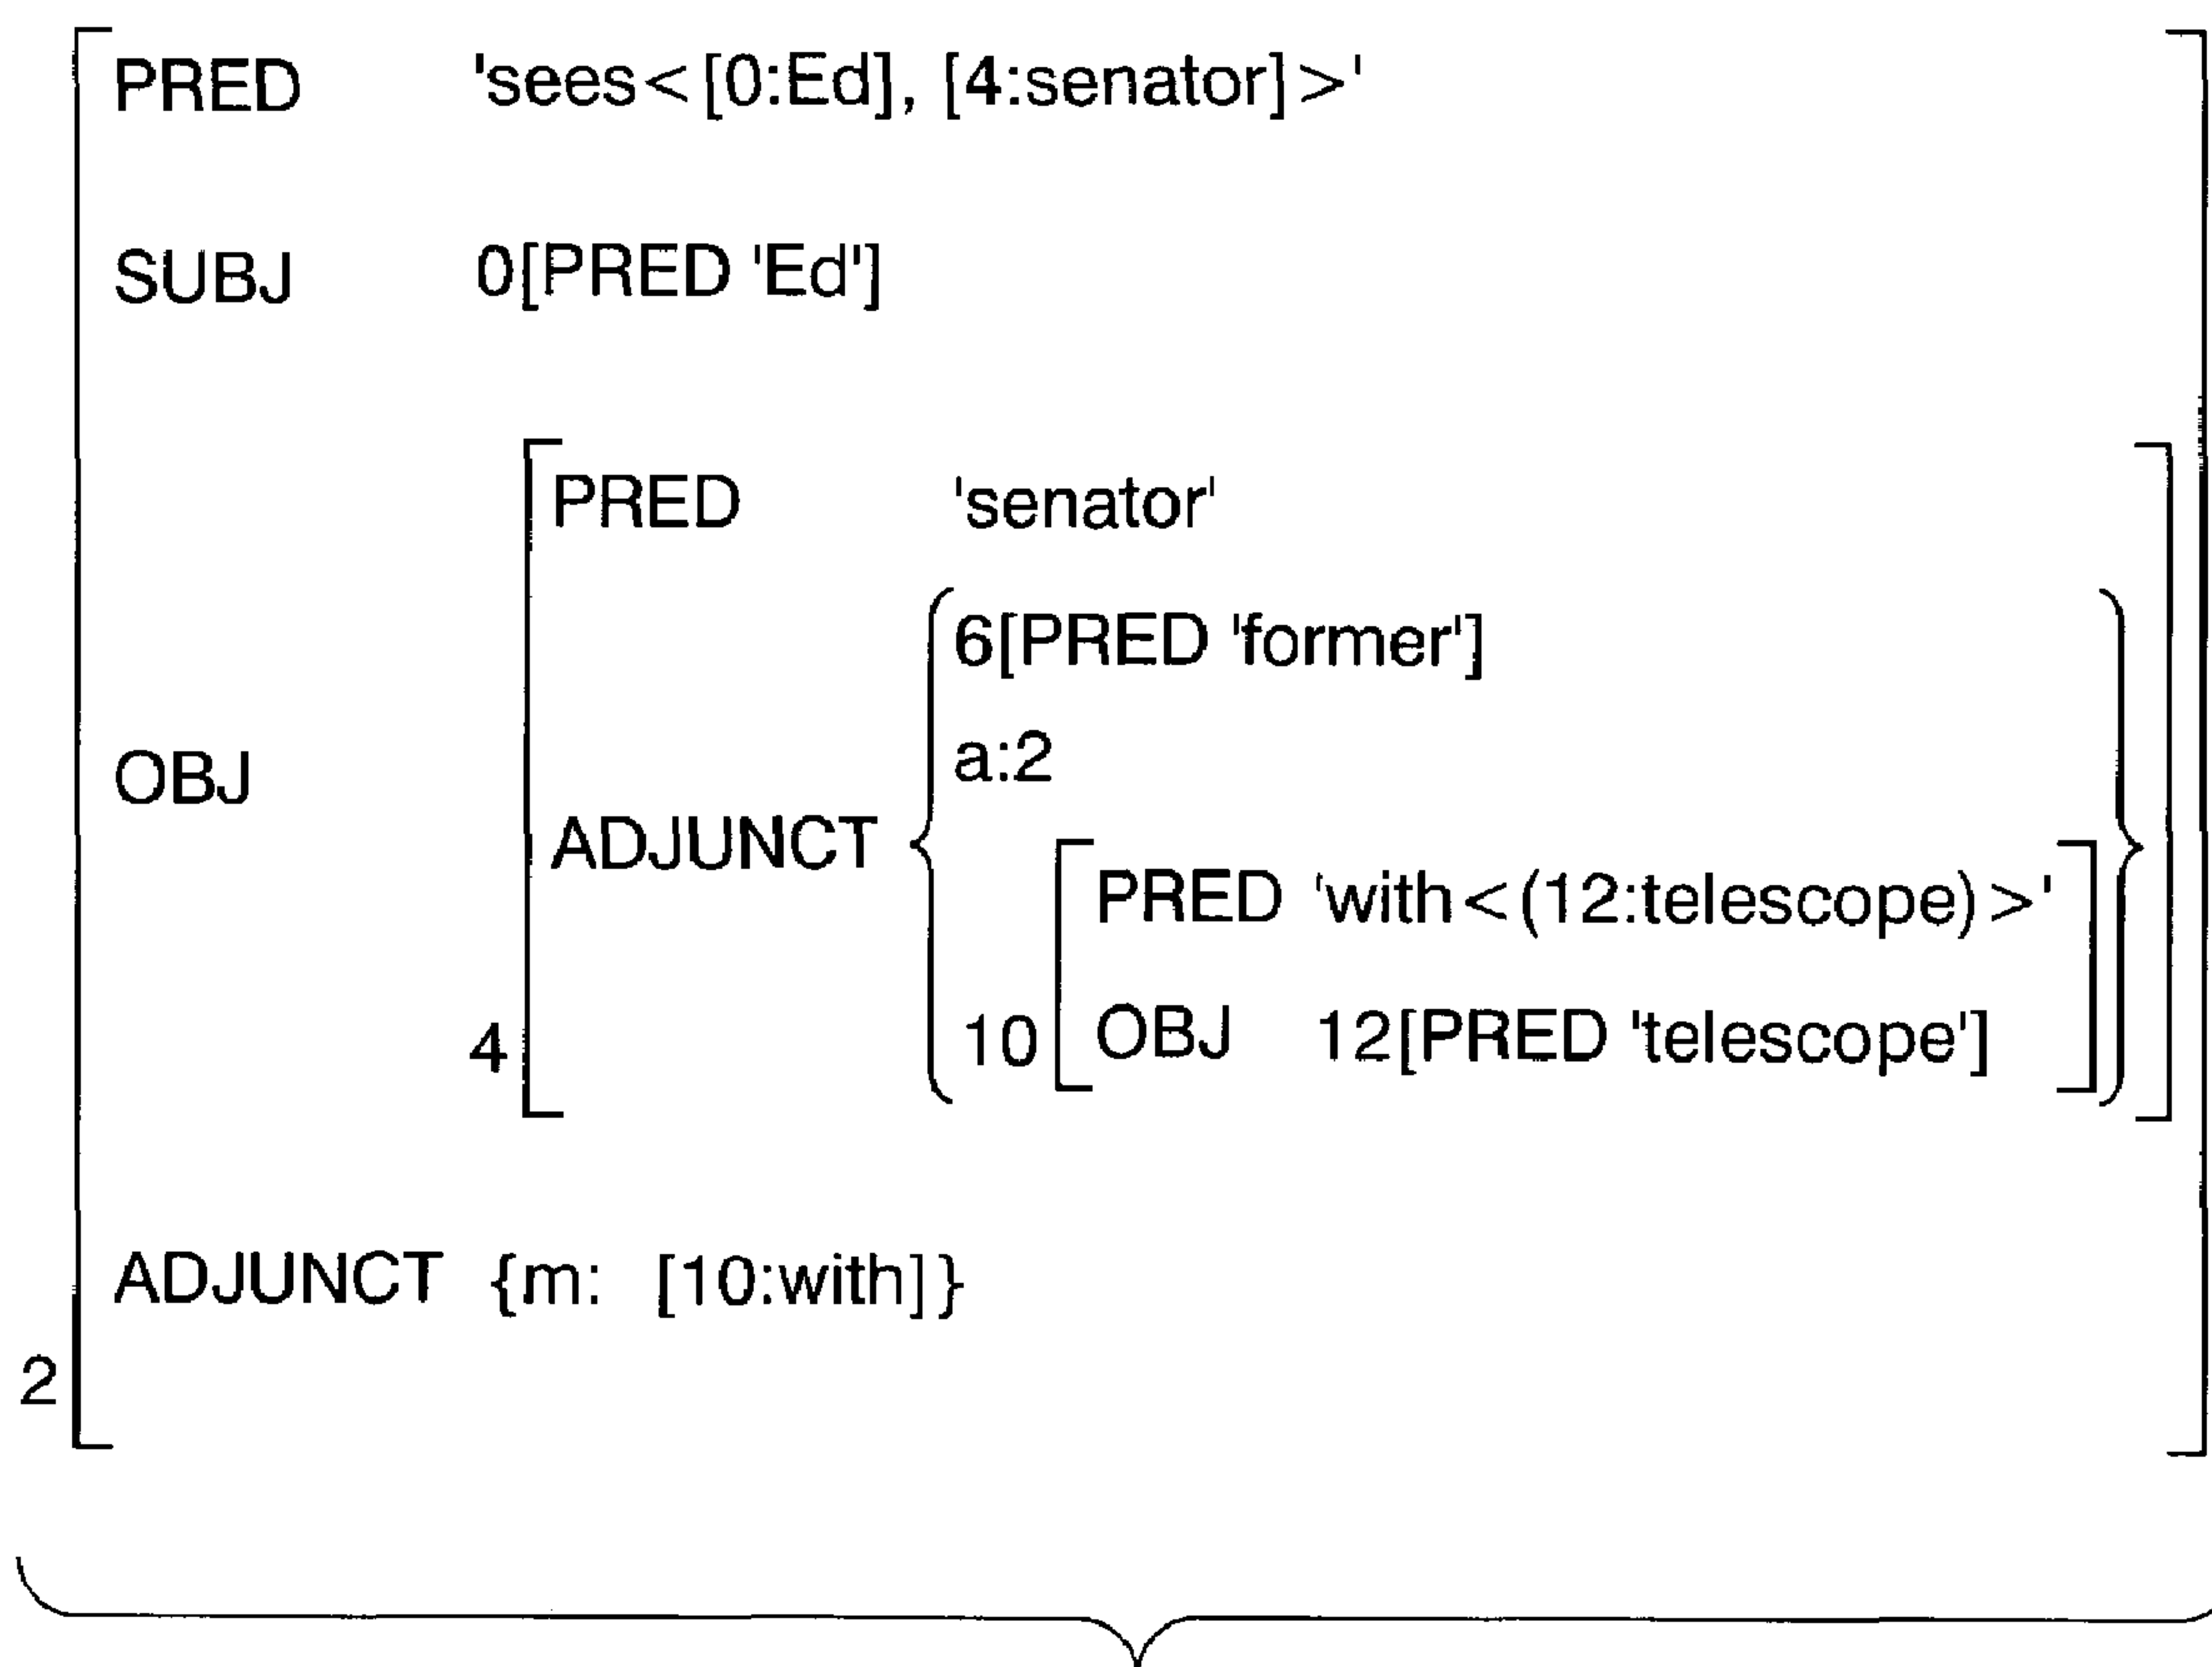 PRED 'sees<[0:Ed], [4:senator]>'
SUBJ 0[PRED 'Ed']
PRED 'senator'
6[PRED 'former']
OBJ a:2
ADJUNCT
PRED 'with<(12:telescope)>'
4 10 OBJ 12[PRED 'telescope']
ADJUNCT {m: [10:with]}
2